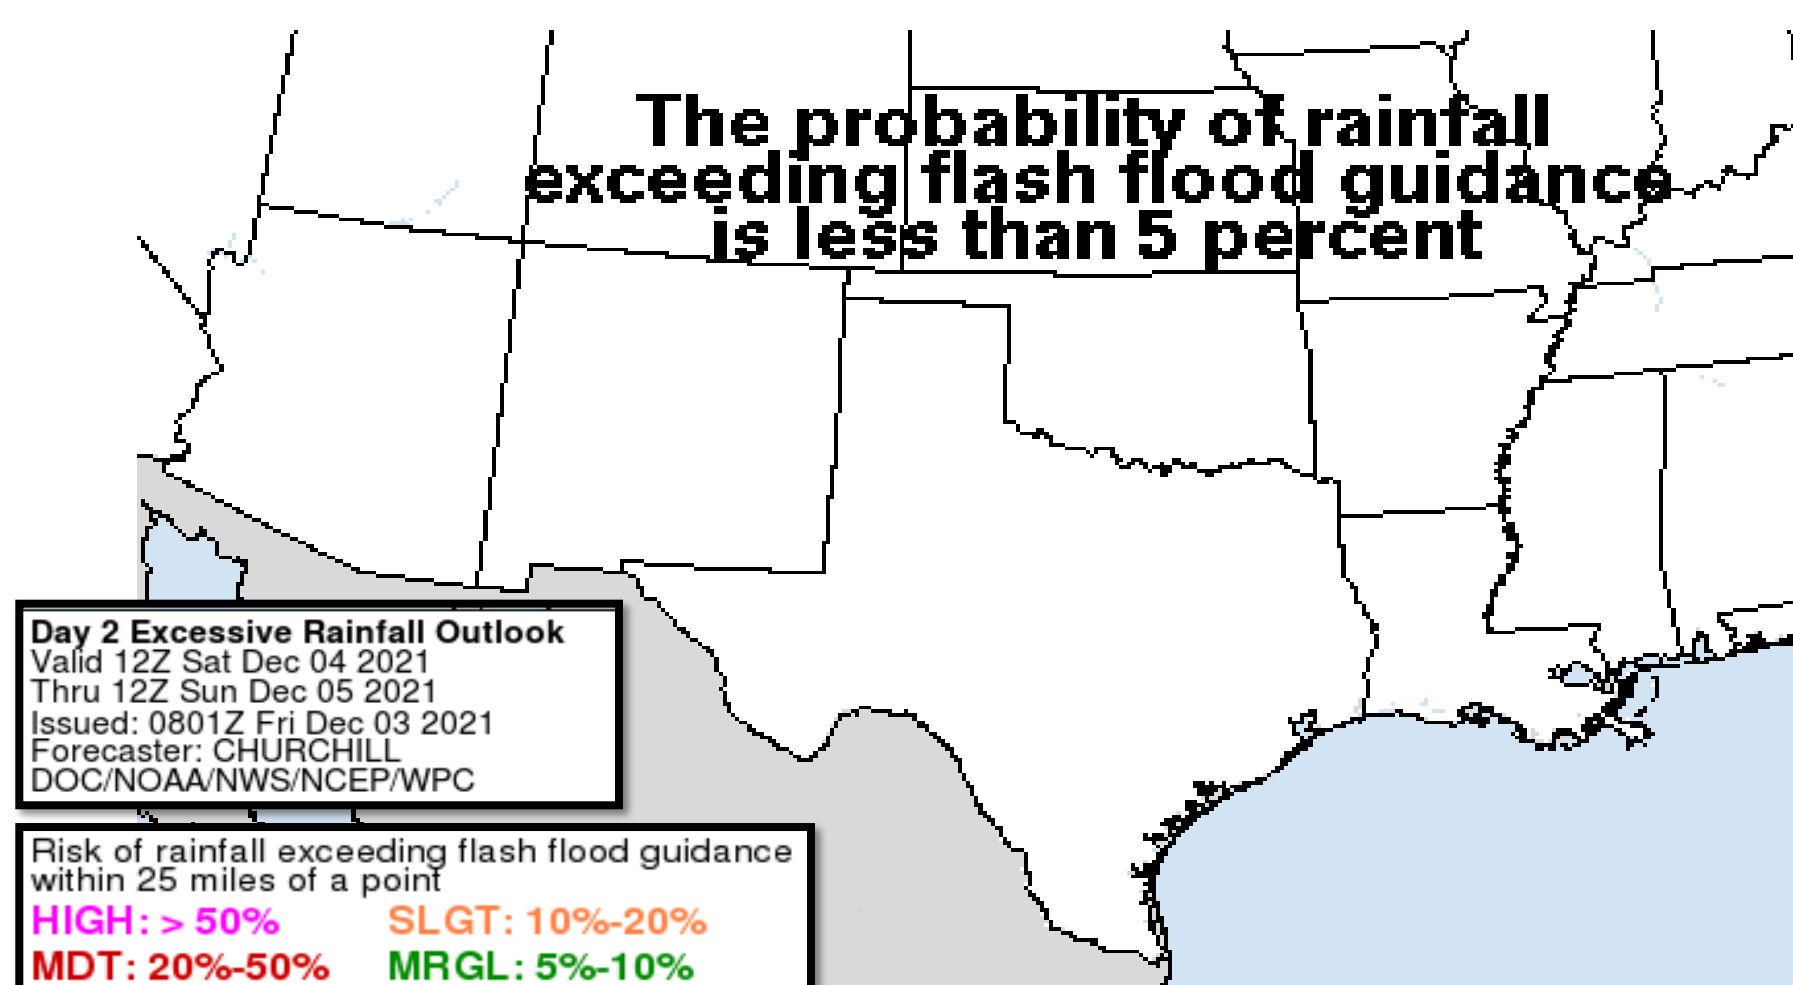 The probability of rainfall
exceeding flash flood guidance
is less than 5 percent
Day 2 Excessive Rainfall Outlook
Valid 12Z Sat Dec 04 2021
Thru 12Z Sun Dec 05 2021
Issued: 0801Z Fri Dec 03 2021
Forecaster: CHURCHILL
DOC/NOAA/NWS/NCEP/WPC
Risk of rainfall exceeding flash flood guidance
within 25 miles of a point
HIGH: > 50% SLGT: 10%-20%
MDT: 20%-50% MRGL: 5%-10%